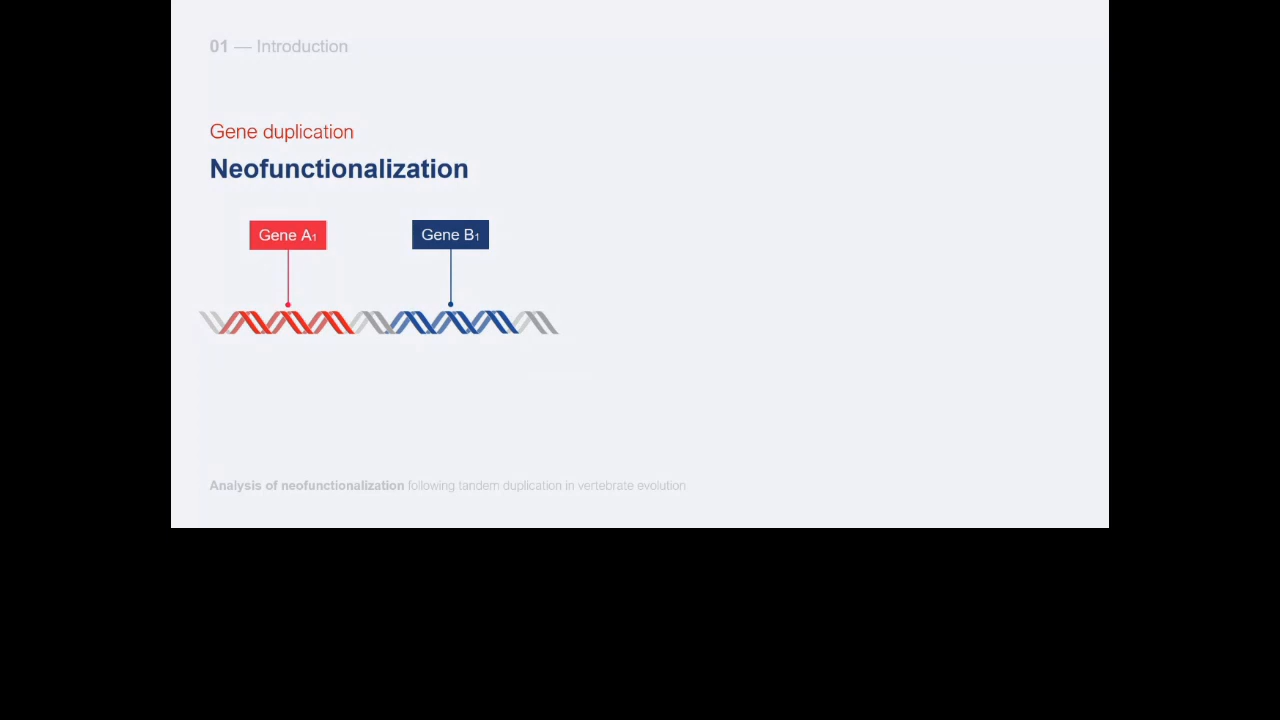 01 — Introduction
Gene duplication
Neofunctionalization
Gene A₁ Gene B₁
Analysis of neofunctionalization following tandem duplication in vertebrate evolution